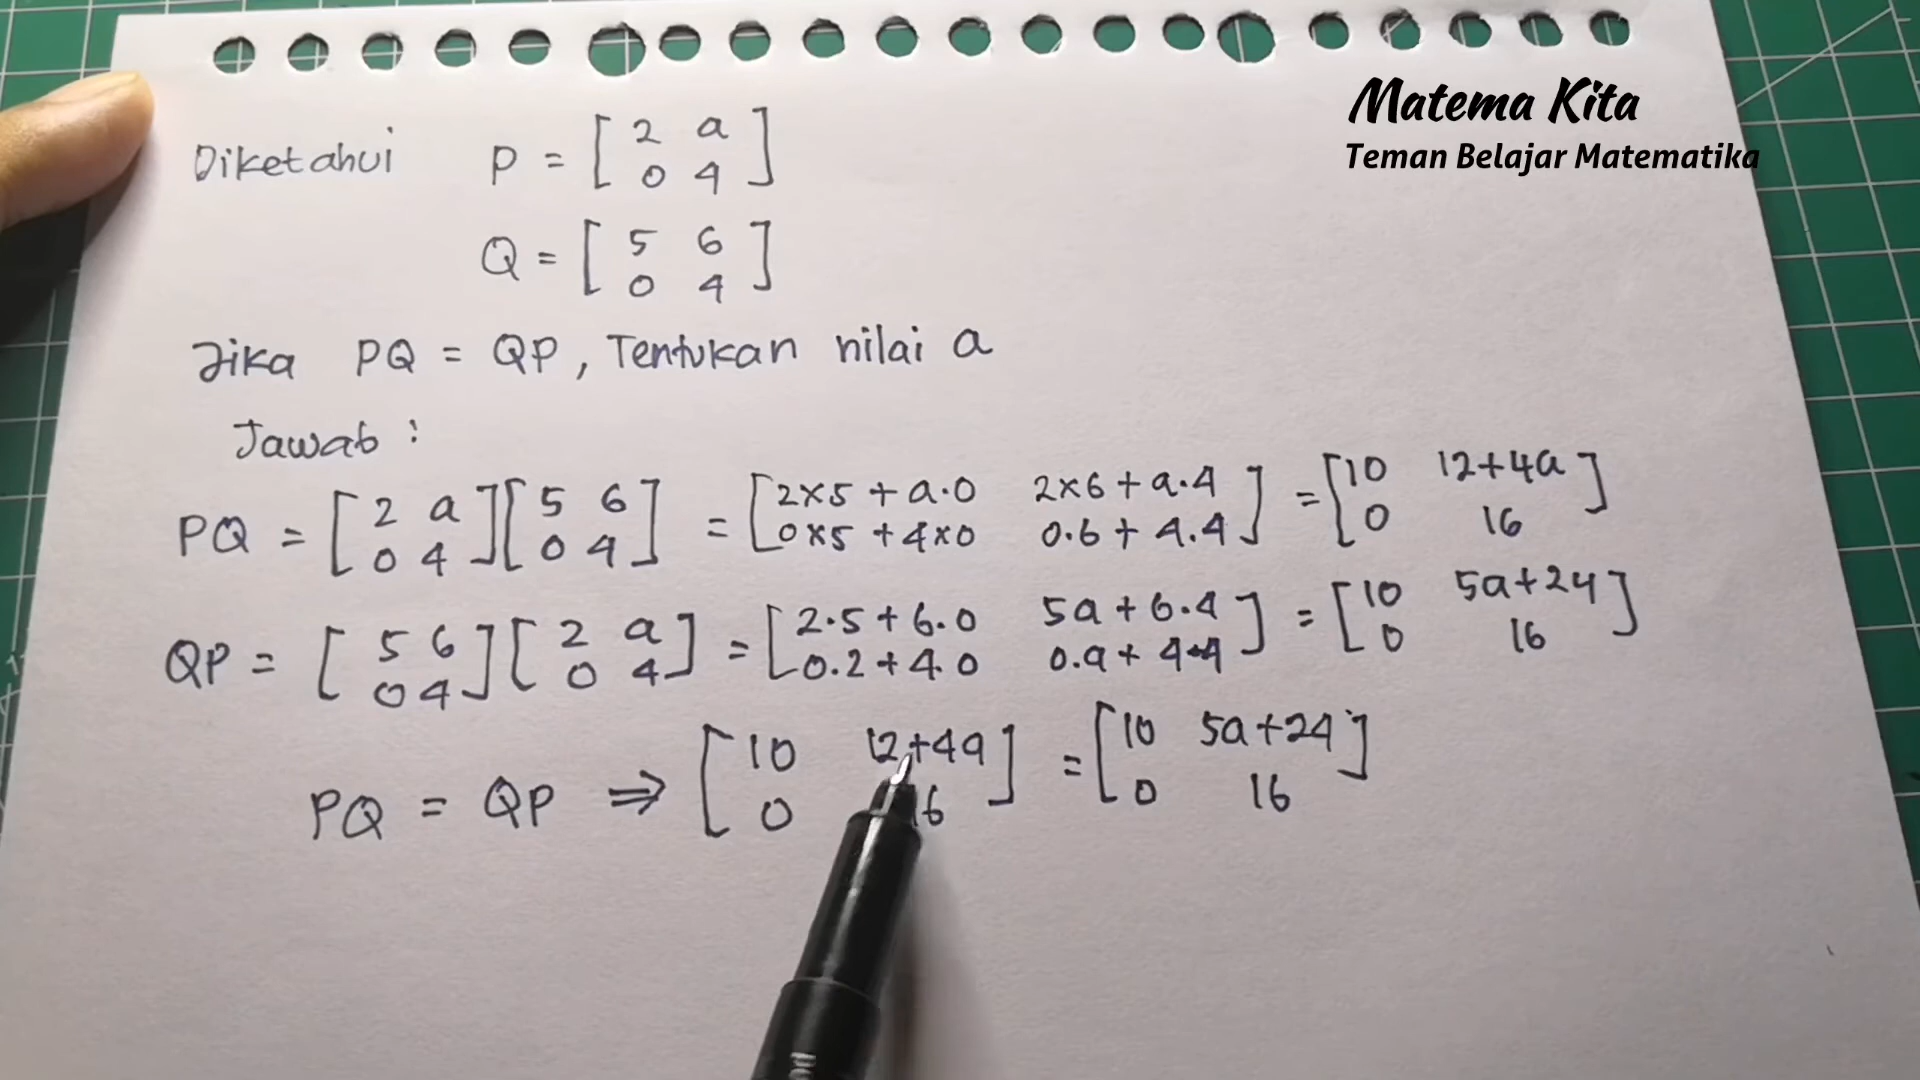 Matema Kita
Teman Belajar Matematika
Diketahui P = [ 2 a ]
[ 0 4 ]
Q = [ 5 6 ]
[ 0 4 ]
Jika PQ = QP, Tentukan nilai a
Jawab :
PQ = [ 2 a ] [ 5 6 ] = [ 2×5 + a.0 2×6 + a.4 ] = [ 10 12+4a ]
[ 0 4 ] [ 0 4 ] [ 0×5 + 4×0 0.6 + 4.4 ] [ 0 16 ]
QP = [ 5 6 ] [ 2 a ] = [ 2.5 + 6.0 5a + 6.4 ] = [ 10 5a+24 ]
[ 0 4 ] [ 0 4 ] [ 0.2 + 4.0 0.a + 4.4 ] [ 0 16 ]
PQ = QP ⇒ [ 10 12+4a ] = [ 10 5a+24 ]
[ 0 16 ] [ 0 16 ]